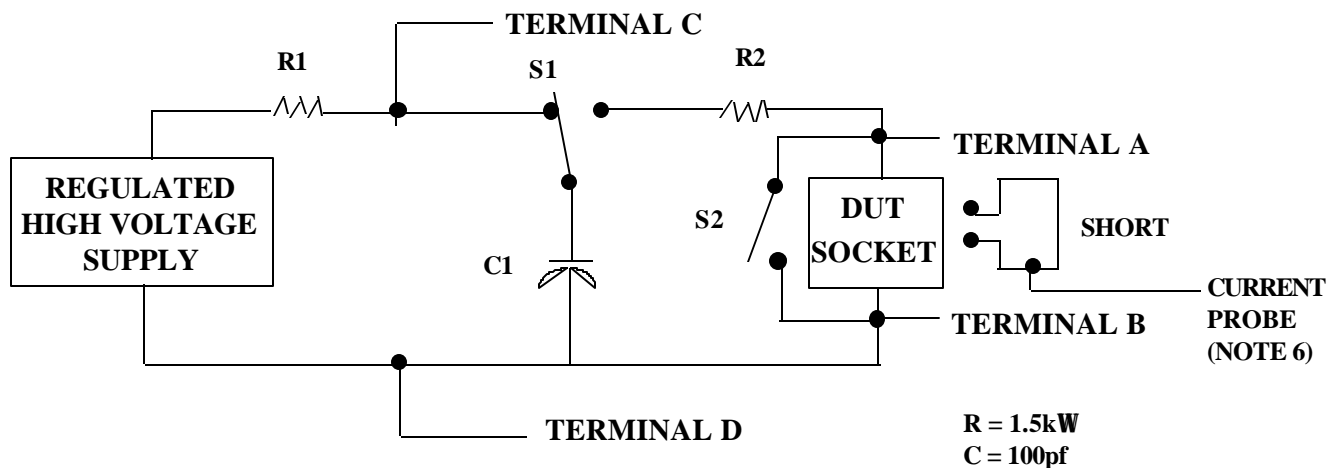 TERMINAL C
R1
S1
R2
TERMINAL A
REGULATED
HIGH VOLTAGE
SUPPLY
S2
DUT
SOCKET
SHORT
C1
CURRENT
PROBE
(NOTE 6)
TERMINAL B
TERMINAL D
R = 1.5kW
C = 100pf